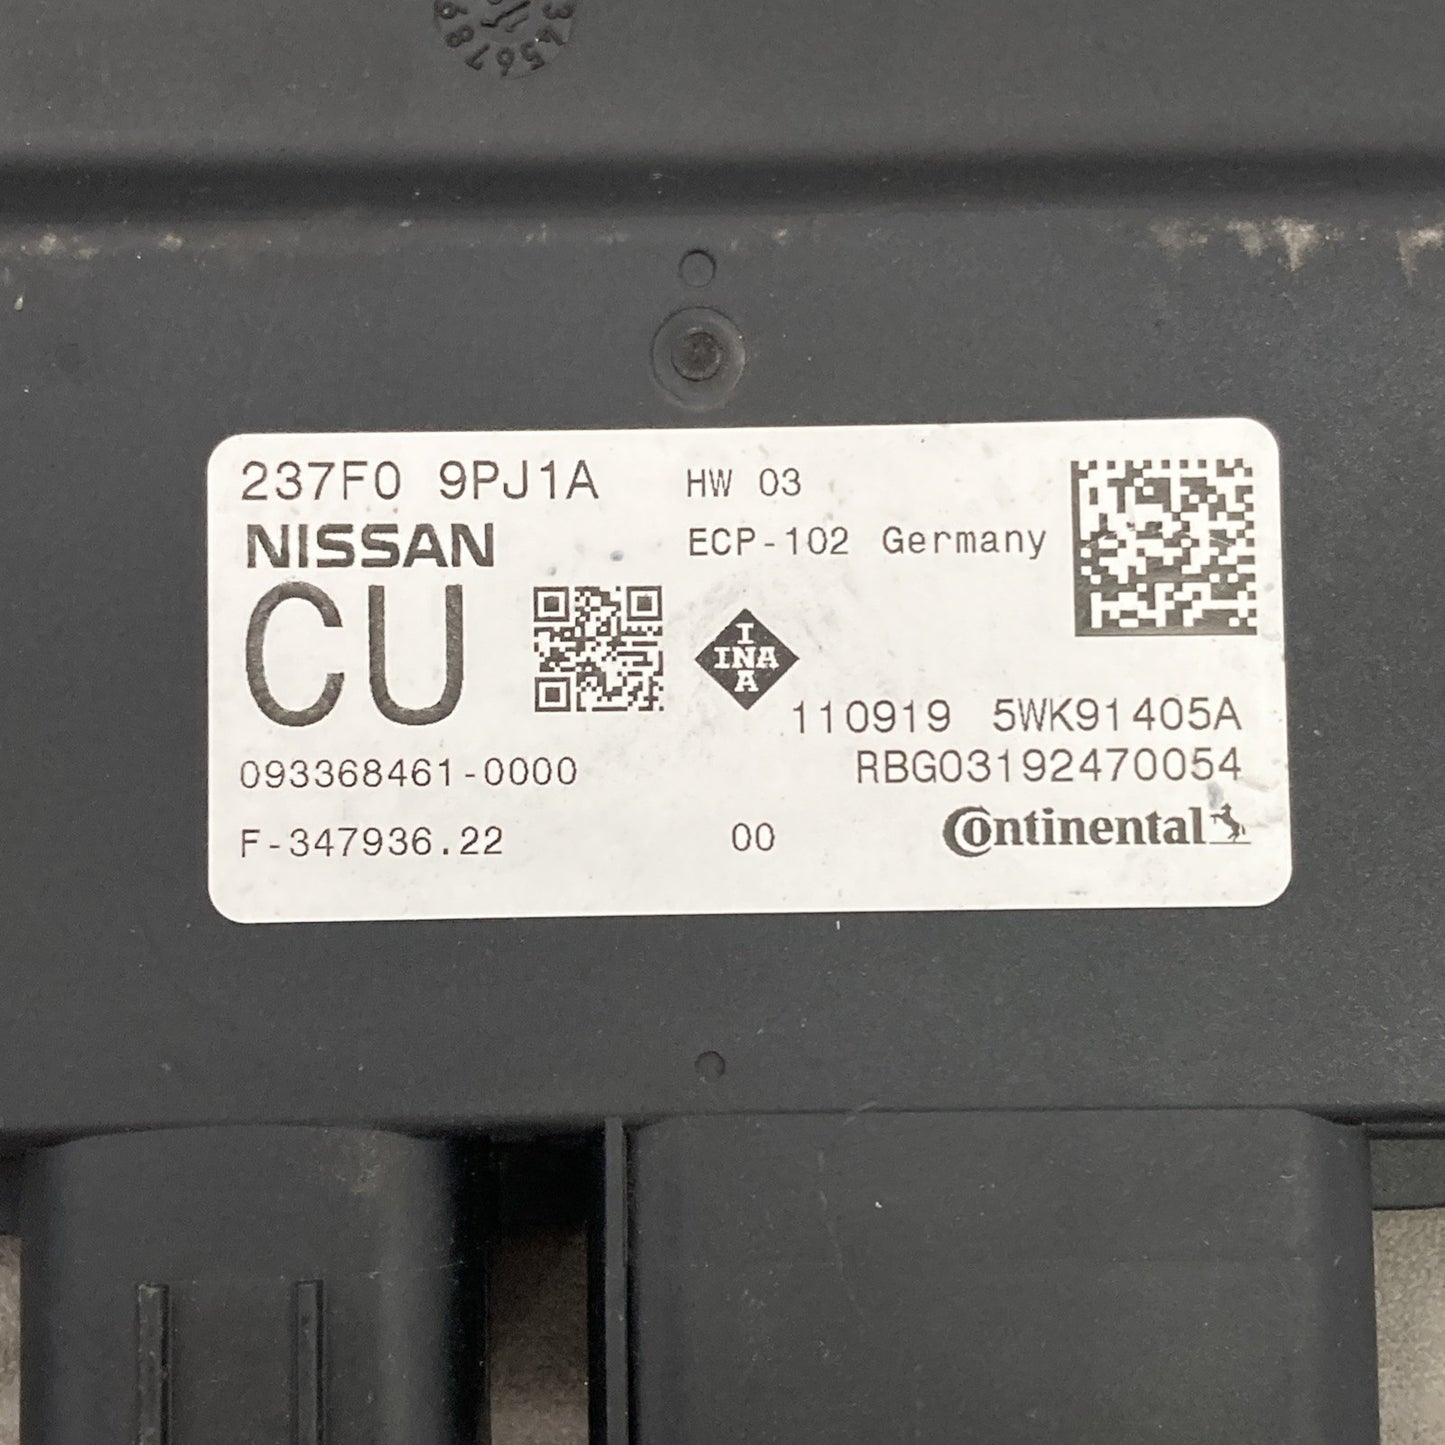 345678
237F0 9PJ1A HW 03
NISSAN ECP-102 Germany
CU
I
INA
A
110919 5WK91405A
093368461-0000 RBG03192470054
F-347936.22 00 Continental